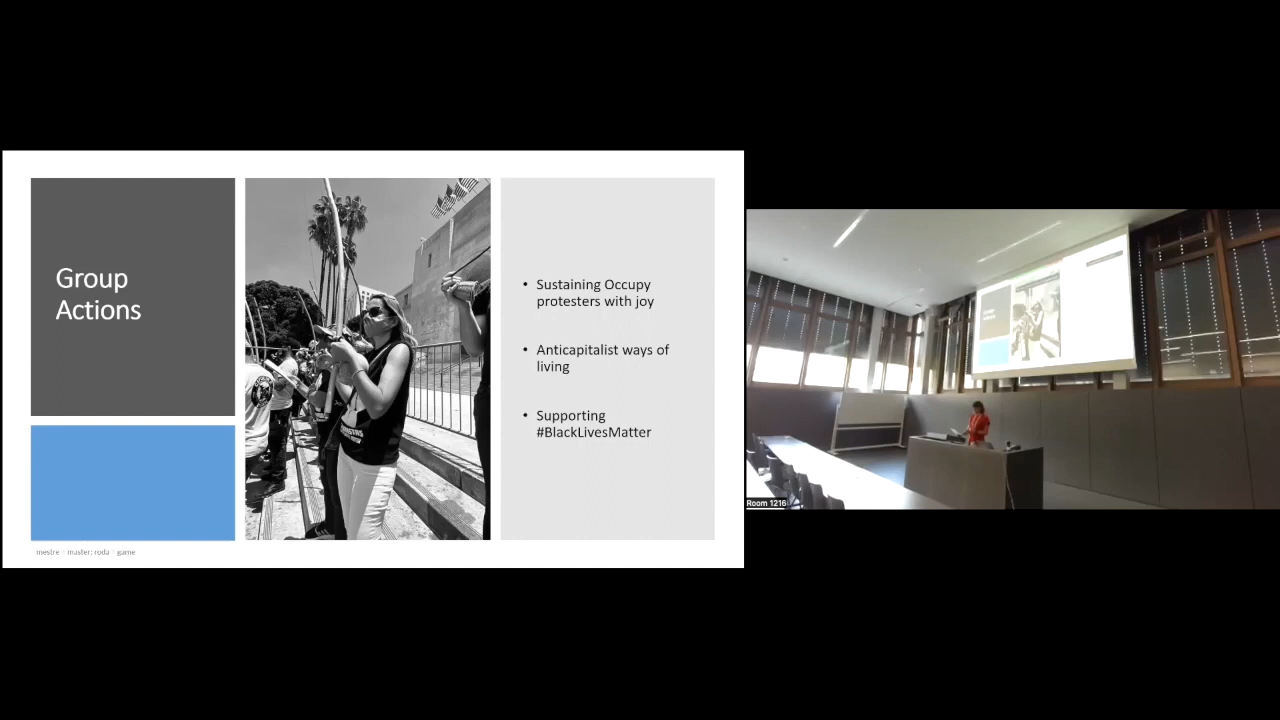 Group
Actions
• Sustaining Occupy
protesters with joy
• Anticapitalist ways of
living
• Supporting
#BlackLivesMatter
mestre = master; roda = game
Room 1216